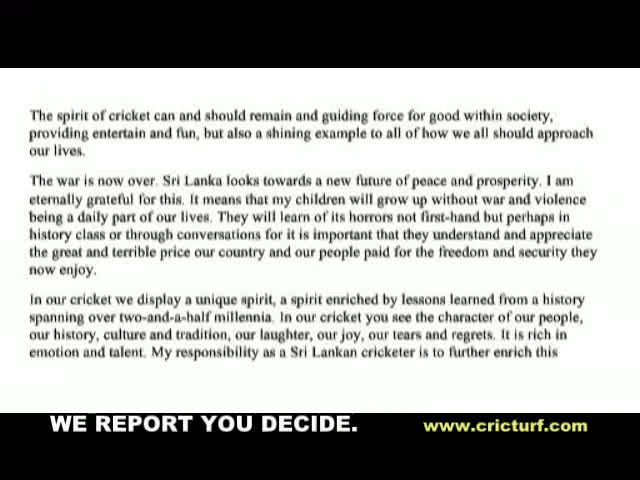 The spirit of cricket can and should remain and guiding force for good within society,
providing entertain and fun, but also a shining example to all of how we all should approach
our lives.
The war is now over. Sri Lanka looks towards a new future of peace and prosperity. I am
eternally grateful for this. It means that my children will grow up without war and violence
being a daily part of our lives. They will learn of its horrors not first-hand but perhaps in
history class or through conversations for it is important that they understand and appreciate
the great and terrible price our country and our people paid for the freedom and security they
now enjoy.
In our cricket we display a unique spirit, a spirit enriched by lessons learned from a history
spanning over two-and-a-half millennia. In our cricket you see the character of our people,
our history, culture and tradition, our laughter, our joy, our tears and regrets. It is rich in
emotion and talent. My responsibility as a Sri Lankan cricketer is to further enrich this
WE REPORT YOU DECIDE. www.cricturf.com